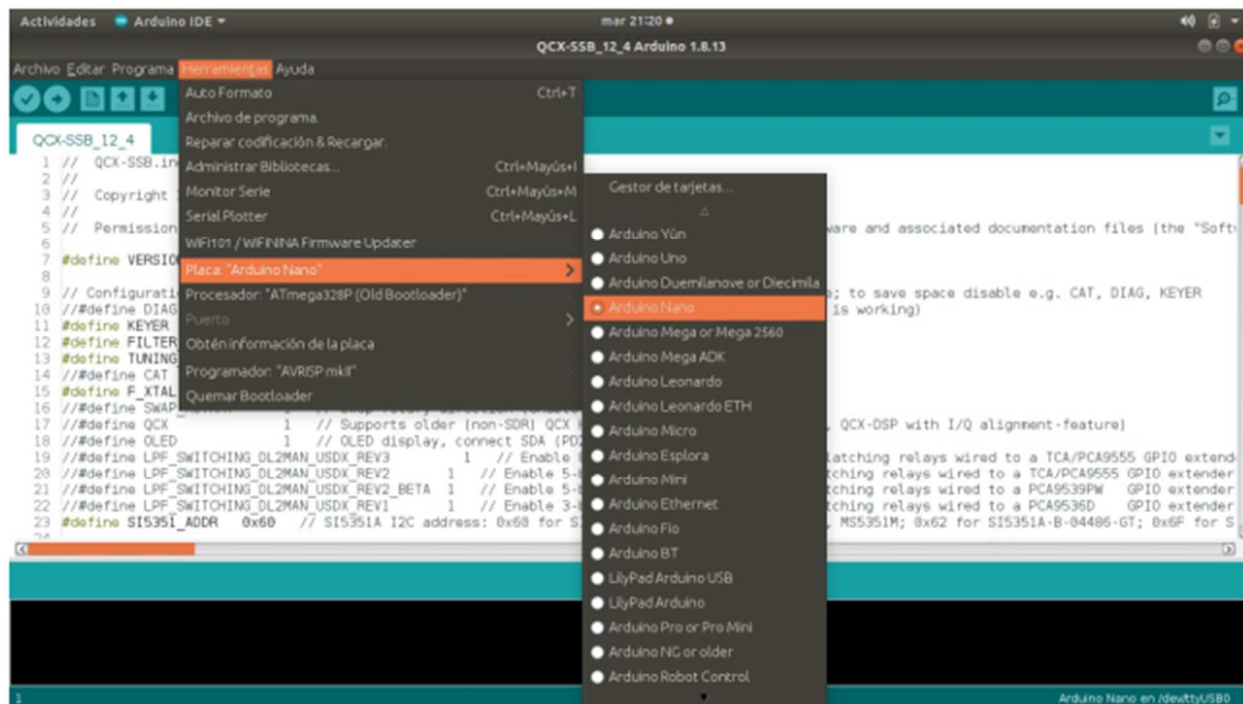 Actividades Arduino IDE mar 21:20
QCX-SSB_12_4 Arduino 1.8.13
Archivo Editar Programa Herramientas Ayuda
QCX-SSB_12_4
Auto Formato Ctrl+T
Archivo de programa.
Reparar codificación & Recargar.
Administrar Bibliotecas... Ctrl+Mayús+I
Monitor Serie Ctrl+Mayús+M
Serial Plotter Ctrl+Mayús+L
WiFi101 / WiFiNINA Firmware Updater
Placa: "Arduino Nano"
Procesador: "ATmega328P (Old Bootloader)"
Puerto
Obtén información de la placa
Programador: "AVRISP mkII"
Quemar Bootloader
Gestor de tarjetas...
Arduino Yún
Arduino Uno
Arduino Duemilanove or Diecimila
Arduino Nano
Arduino Mega or Mega 2560
Arduino Mega ADK
Arduino Leonardo
Arduino Leonardo ETH
Arduino Micro
Arduino Esplora
Arduino Mini
Arduino Ethernet
Arduino Fio
Arduino BT
LilyPad Arduino USB
LilyPad Arduino
Arduino Pro or Pro Mini
Arduino NG or older
Arduino Robot Control
1 // QCX-SSB.in
2 //
3 // Copyright
4 //
5 // Permission ware and associated documentation files (the "Softw
6
7 #define VERSIO
8
9 // Configurati e; to save space disable e.g. CAT, DIAG, KEYER
10 //#define DIAG is working)
11 #define KEYER
12 #define FILTER
13 #define TUNING
14 //#define CAT
15 #define F_XTAL
16 //#define SWAP
17 //#define QCX 1 // Supports older (non-SDR) QCX , QCX-DSP with I/Q alignment-feature)
18 //#define OLED 1 // OLED display, connect SDA (PD
19 //#define LPF_SWITCHING_DL2MAN_USDX_REV3 1 // Enable latching relays wired to a TCA/PCA9555 GPIO extend
20 //#define LPF_SWITCHING_DL2MAN_USDX_REV2 1 // Enable 5- tching relays wired to a TCA/PCA9555 GPIO extender
21 //#define LPF_SWITCHING_DL2MAN_USDX_REV2_BETA 1 // Enable 5- tching relays wired to a PCA9539PW GPIO extender
22 //#define LPF_SWITCHING_DL2MAN_USDX_REV1 1 // Enable 3- tching relays wired to a PCA9536D GPIO extender
23 #define SI5351_ADDR 0x60 // SI5351A I2C address: 0x60 for S , MS5351M; 0x62 for SI5351A-B-04486-GT; 0x6F for S
24
1 Arduino Nano en /dev/ttyUSB0